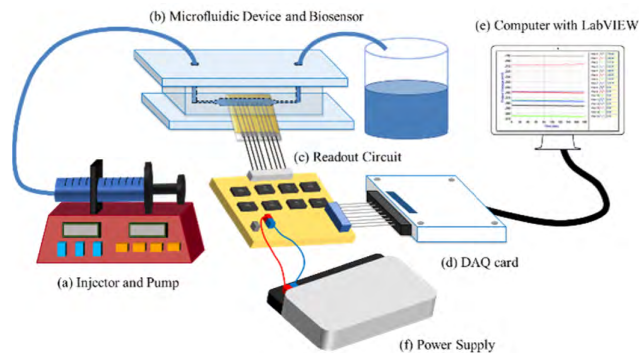 (b) Microfluidic Device and Biosensor
(e) Computer with LabVIEW
(c) Readout Circuit
(d) DAQ card
(a) Injector and Pump
(f) Power Supply